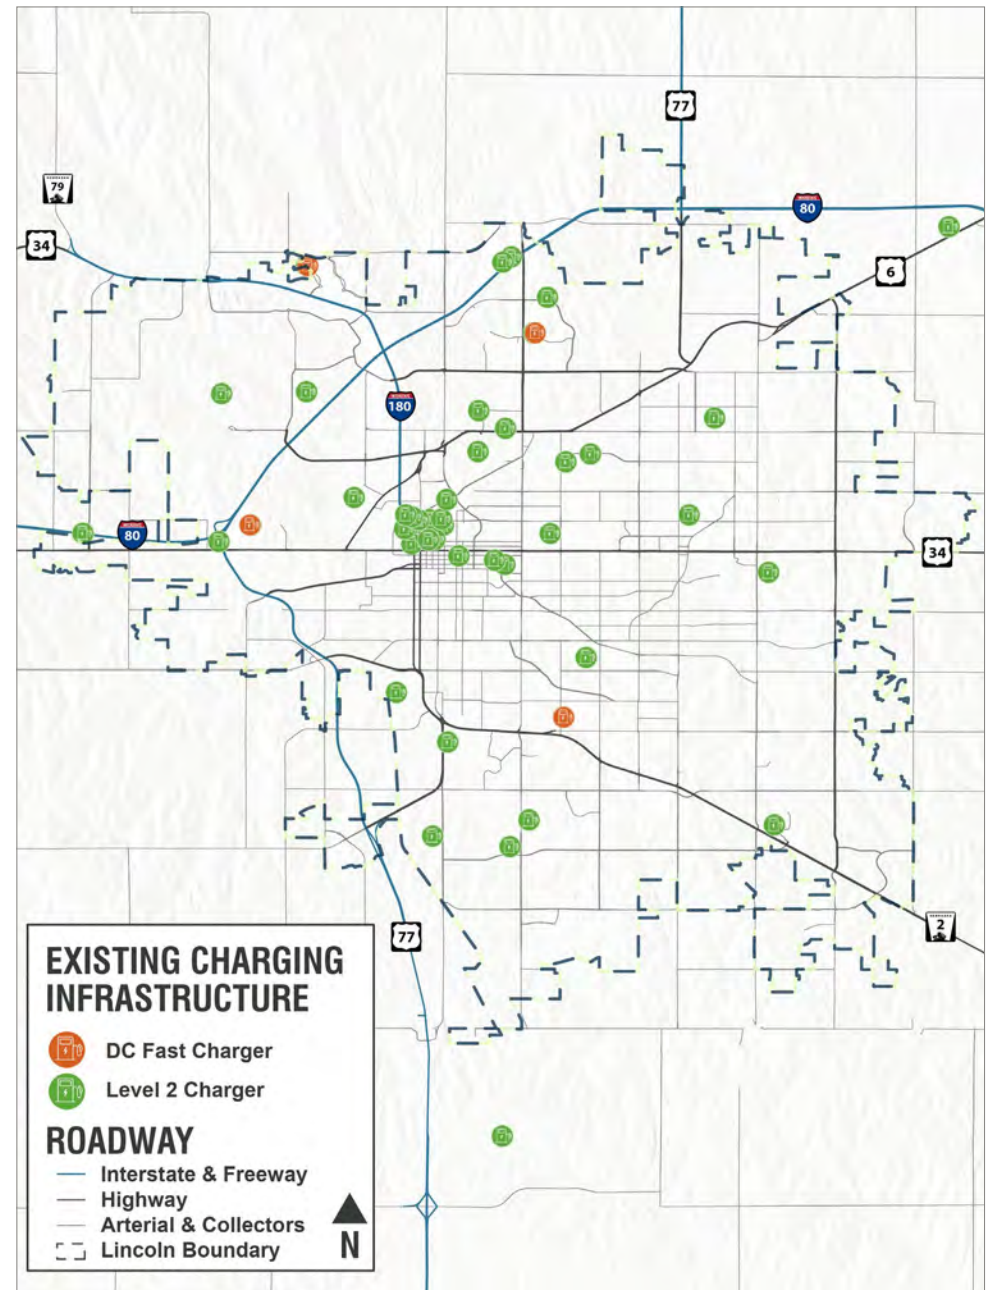 77
79
80
34
6
180
80
34
2
77
EXISTING CHARGING
INFRASTRUCTURE
DC Fast Charger
Level 2 Charger
ROADWAY
Interstate & Freeway
Highway
Arterial & Collectors
Lincoln Boundary
N